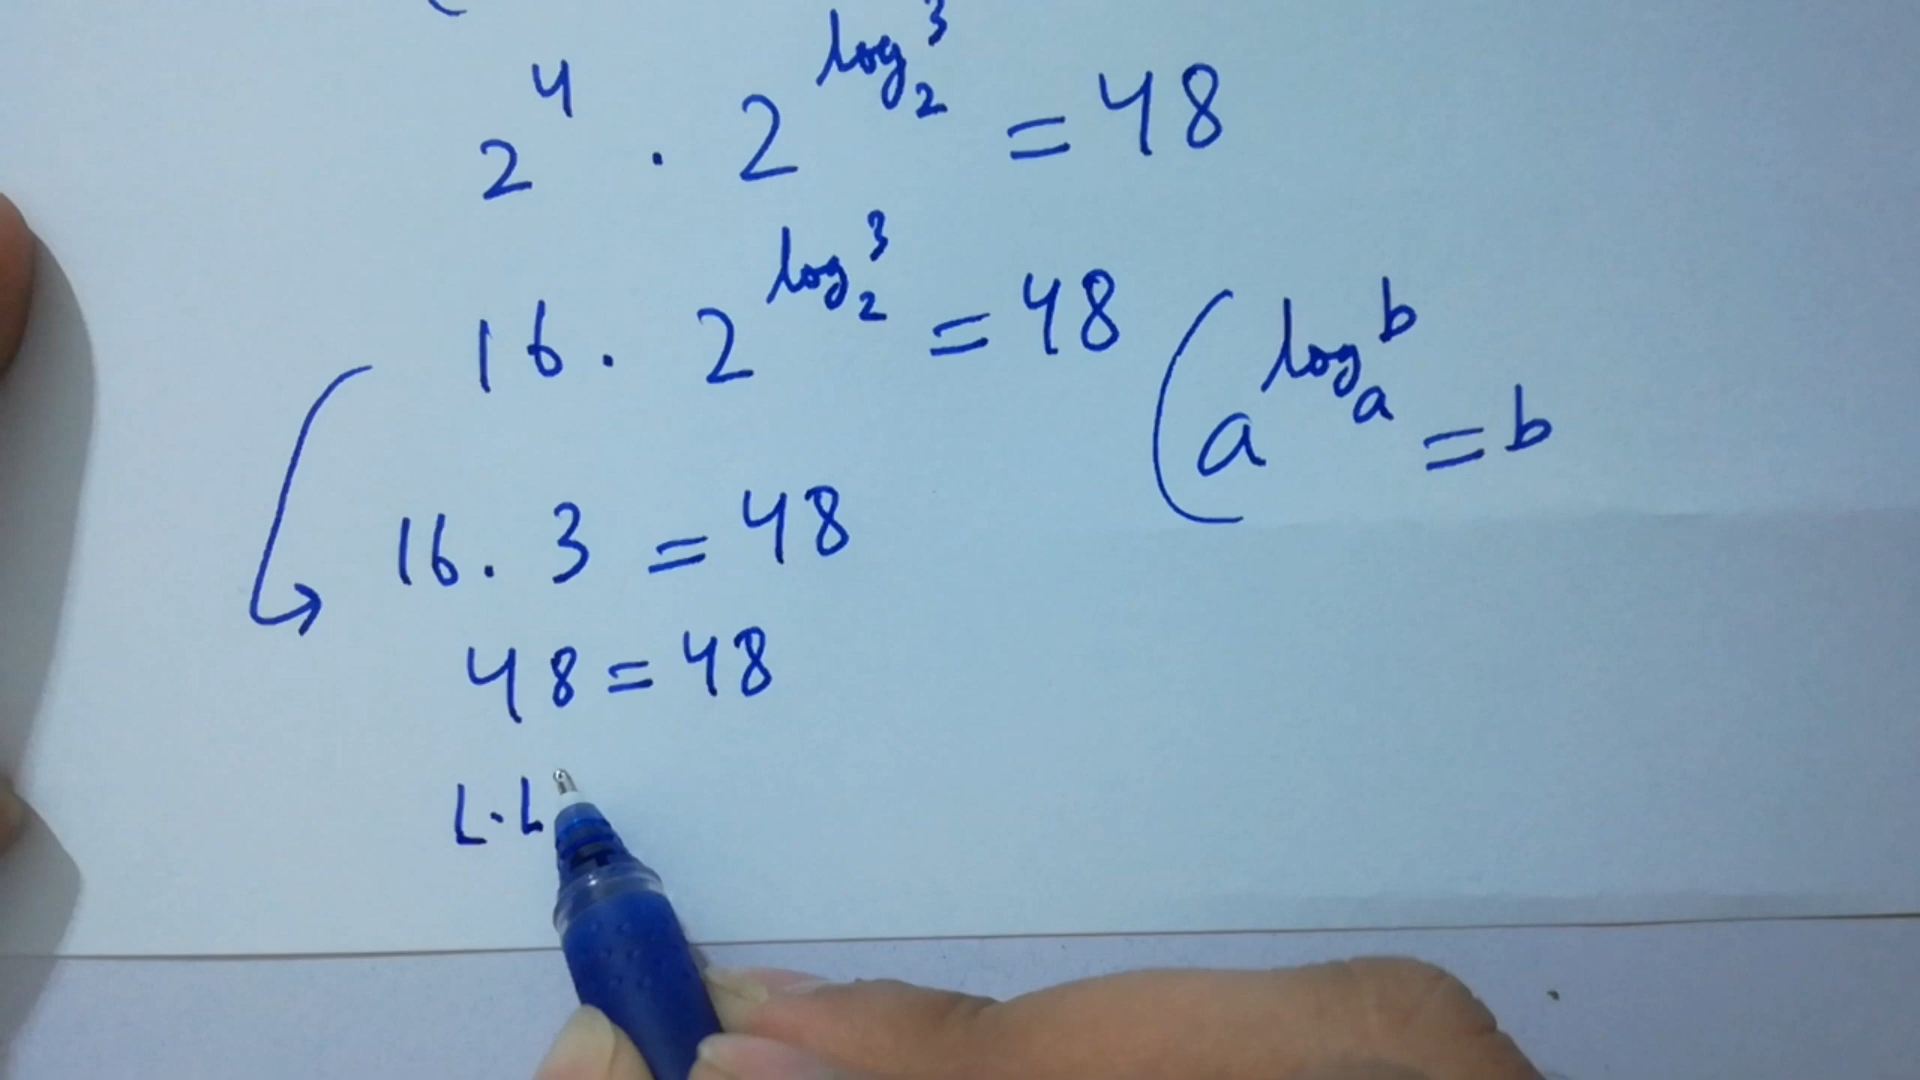 2^4 . 2^{log_2 3} = 48
16 . 2^{log_2 3} = 48 (a^{log_a b} = b
16 . 3 = 48
48 = 48
L.L